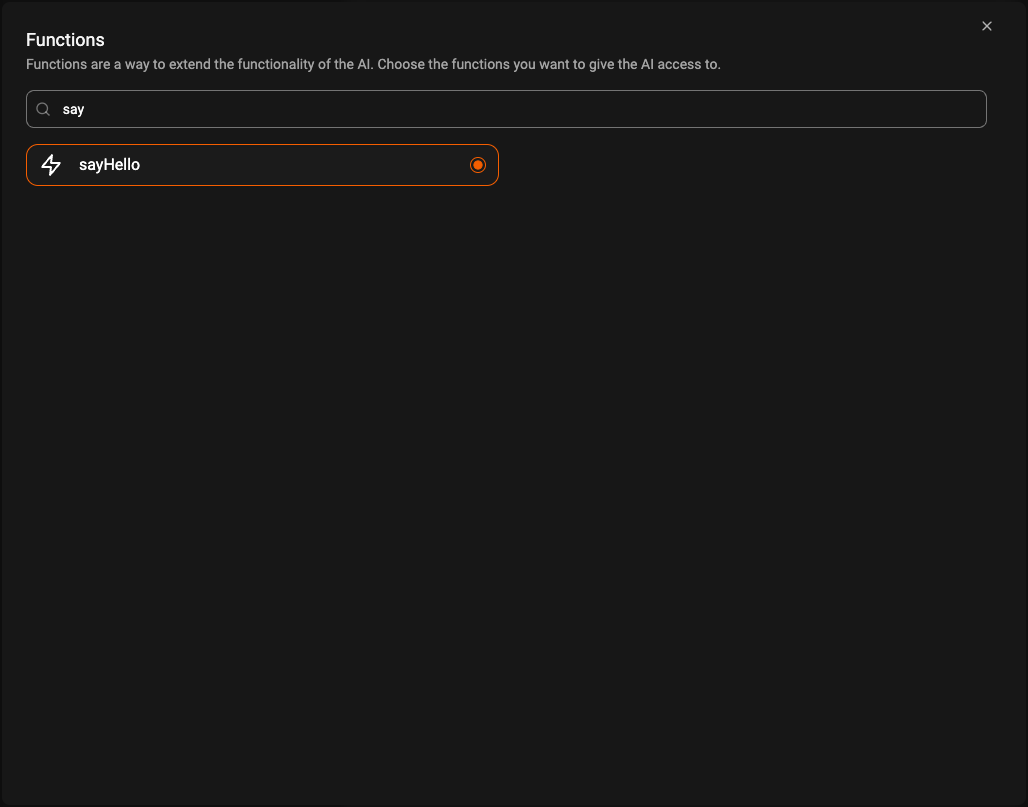 Functions
Functions are a way to extend the functionality of the AI. Choose the functions you want to give the AI access to.
say
sayHello